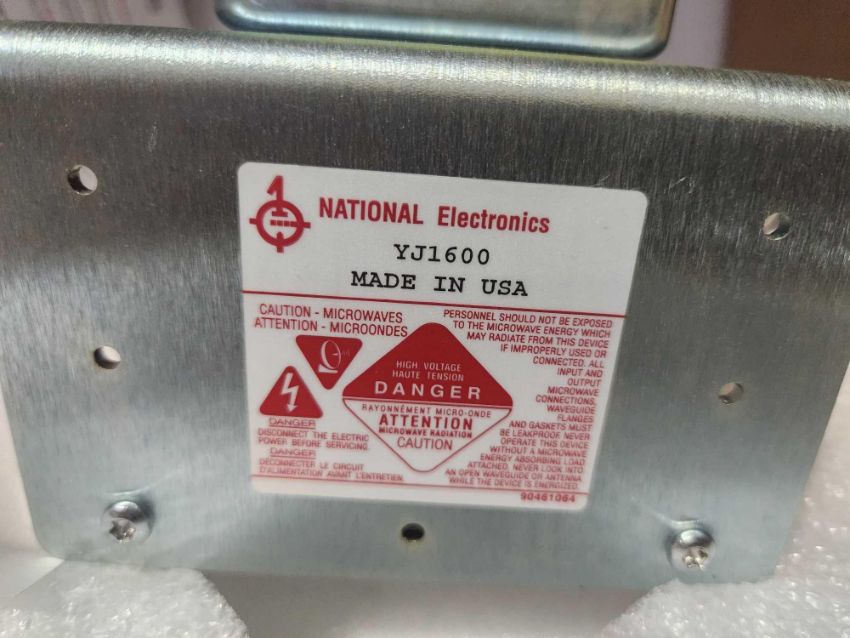 NATIONAL Electronics
YJ1600
MADE IN USA
CAUTION - MICROWAVES
ATTENTION - MICROONDES
HIGH VOLTAGE
HAUTE TENSION
DANGER
RAYONNÉMENT MICRO-ONDE
ATTENTION
MICROWAVE RADIATION
CAUTION
DANGER
DISCONNECT THE ELECTRIC
POWER BEFORE SERVICING.
DANGER
DÉCONNECTER LE CIRCUIT
D'ALIMENTATION AVANT L'ENTRETIEN.
PERSONNEL SHOULD NOT BE EXPOSED
TO THE MICROWAVE ENERGY WHICH
MAY RADIATE FROM THIS DEVICE
IF IMPROPERLY USED OR
CONNECTED. ALL
INPUT AND
OUTPUT
MICROWAVE
CONNECTIONS,
WAVEGUIDE
FLANGES
AND GASKETS MUST
BE LEAKPROOF. NEVER
OPERATE THIS DEVICE
WITHOUT A MICROWAVE
ENERGY ABSORBING LOAD
ATTACHED. NEVER LOOK INTO
AN OPEN WAVEGUIDE OR ANTENNA
WHILE THE DEVICE IS ENERGIZED.
90461064